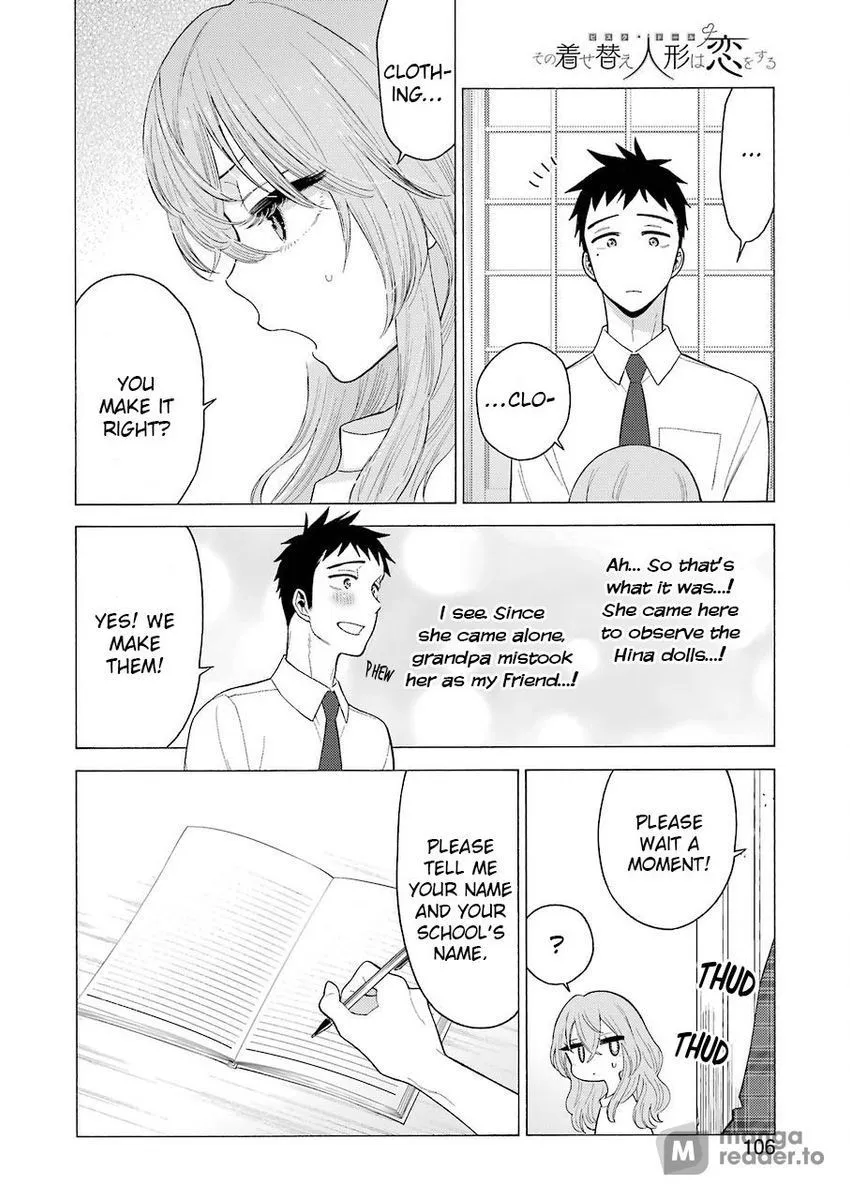 ビスク・ドール
その着せ替え人形は恋をする
...
...CLO-
CLOTH-
ING...
YOU
MAKE IT
RIGHT?
Ah... So that's
what it was...!
She came here
to observe the
Hina dolls...!
I see. Since
she came alone,
grandpa mistook
her as my Friend...!
PHEW
YES! WE
MAKE
THEM!
PLEASE
WAIT A
MOMENT!
?
THUD
THUD
PLEASE
TELL ME
YOUR NAME
AND YOUR
SCHOOL'S
NAME.
106
M
manga
reader.to